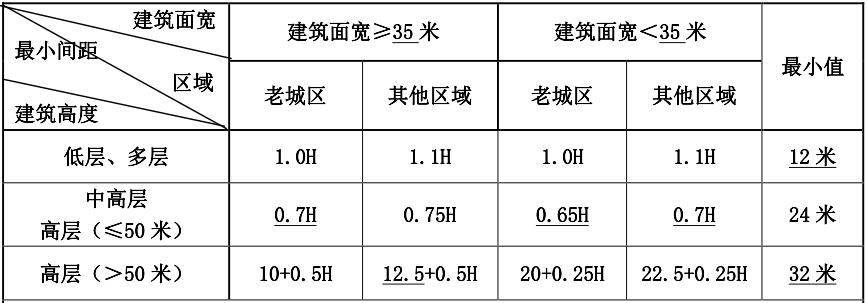 建筑面宽
最小间距
区域
建筑高度
建筑面宽≥35米 建筑面宽<35米 最小值
老城区 其他区域 老城区 其他区域
低层、多层 1.0H 1.1H 1.0H 1.1H 12米
中高层
高层（≤50米） 0.7H 0.75H 0.65H 0.7H 24米
高层（>50米） 10+0.5H 12.5+0.5H 20+0.25H 22.5+0.25H 32米